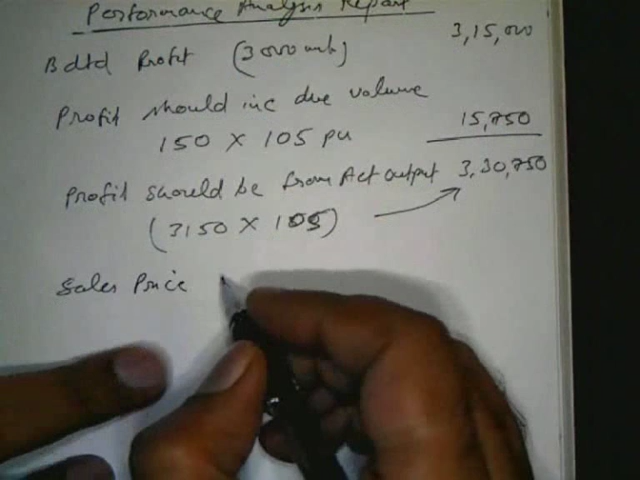 Performance Analysis Report
Bdtd Profit (3000 units) 3,15,000
Profit should inc due volume
150 X 105 pu 15,750
Profit should be from Act output 3,30,750
(3150 X 105)
Sales Price